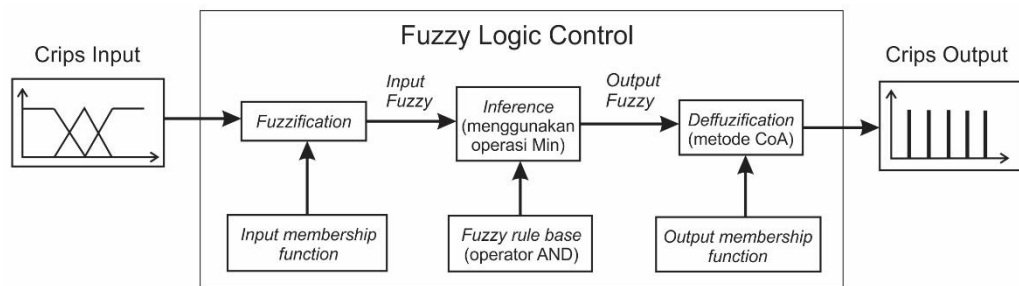 Fuzzy Logic Control
Crips Input
Crips Output
Input
Fuzzy
Output
Fuzzy
Fuzzification
Inference
(menggunakan
operasi Min)
Deffuzification
(metode CoA)
Input membership
function
Fuzzy rule base
(operator AND)
Output membership
function